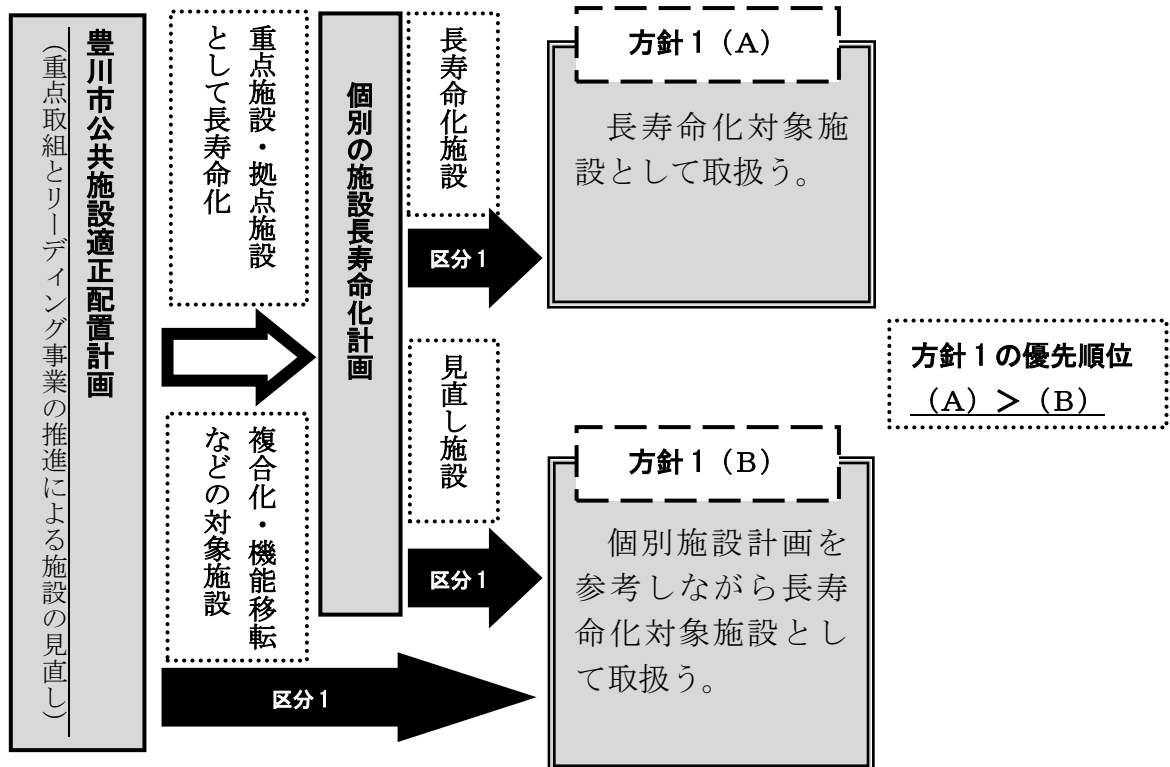 豊川市公共施設適正配置計画
(重点取組とリーディング事業の推進による施設の見直し)
重点施設・拠点施設
として長寿命化
複合化・機能移転
などの対象施設
個別の施設長寿命化計画
長寿命化施設
区分1
見直し施設
区分1
区分1
方針1(A)
長寿命化対象施
設として取扱う。
方針1(B)
個別施設計画を
参考しながら長寿
命化対象施設とし
て取扱う。
方針1の優先順位
(A)>(B)